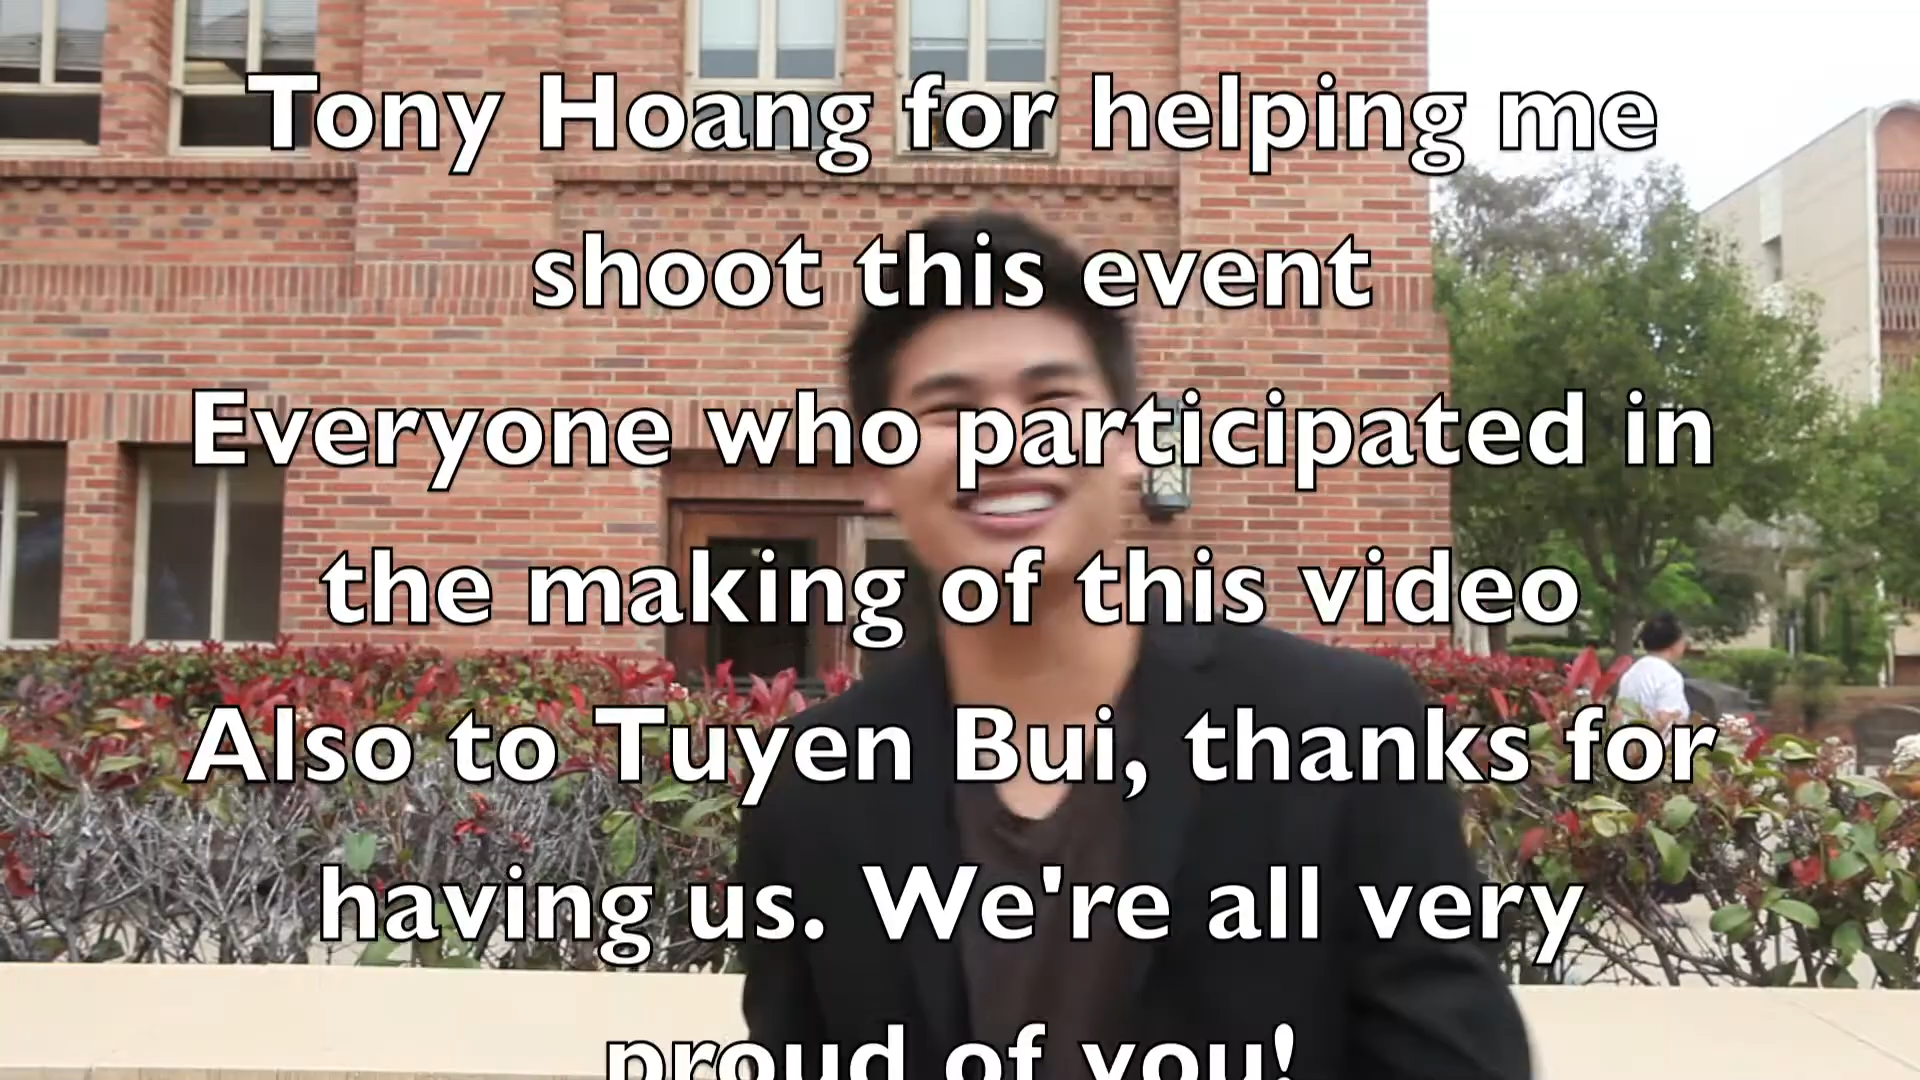 Tony Hoang for helping me
shoot this event
Everyone who participated in
the making of this video
Also to Tuyen Bui, thanks for
having us. We're all very
proud of you!